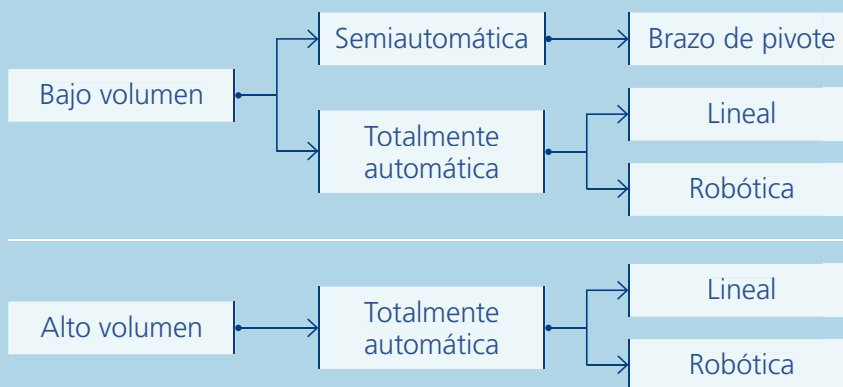 Semiautomática
Brazo de pivote
Bajo volumen
Totalmente
automática
Lineal
Robótica
Alto volumen
Totalmente
automática
Lineal
Robótica